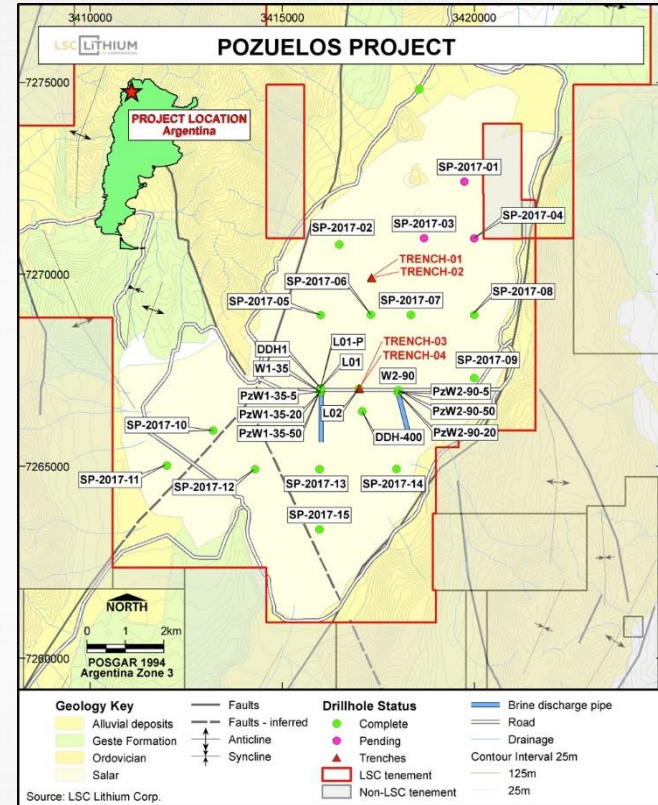 3410000
3415000
3420000
LSC LITHIUM
CORPORATION
POZUELOS PROJECT
7275000
PROJECT LOCATION
Argentina
SP-2017-01
SP-2017-02
SP-2017-03
SP-2017-04
7270000
TRENCH-01
TRENCH-02
SP-2017-06
SP-2017-05
SP-2017-07
SP-2017-08
L01-P
DDH1
L01
TRENCH-03
TRENCH-04
SP-2017-09
W1-35
W2-90
PzW1-35-5
PzW2-90-5
PzW1-35-20
L02
PzW2-90-50
SP-2017-10
PzW1-35-50
DDH-400
PzW2-90-20
7265000
SP-2017-11
SP-2017-12
SP-2017-13
SP-2017-14
SP-2017-15
NORTH
0 1 2km
POSGAR 1994
Argentina Zone 3
7260000
Geology Key
Alluvial deposits
Geste Formation
Ordovician
Salar
Faults
Faults - inferred
Anticline
Syncline
Drillhole Status
Complete
Pending
Trenches
LSC tenement
Non-LSC tenement
Brine discharge pipe
Road
Drainage
Contour Interval 25m
125m
25m
Source: LSC Lithium Corp.